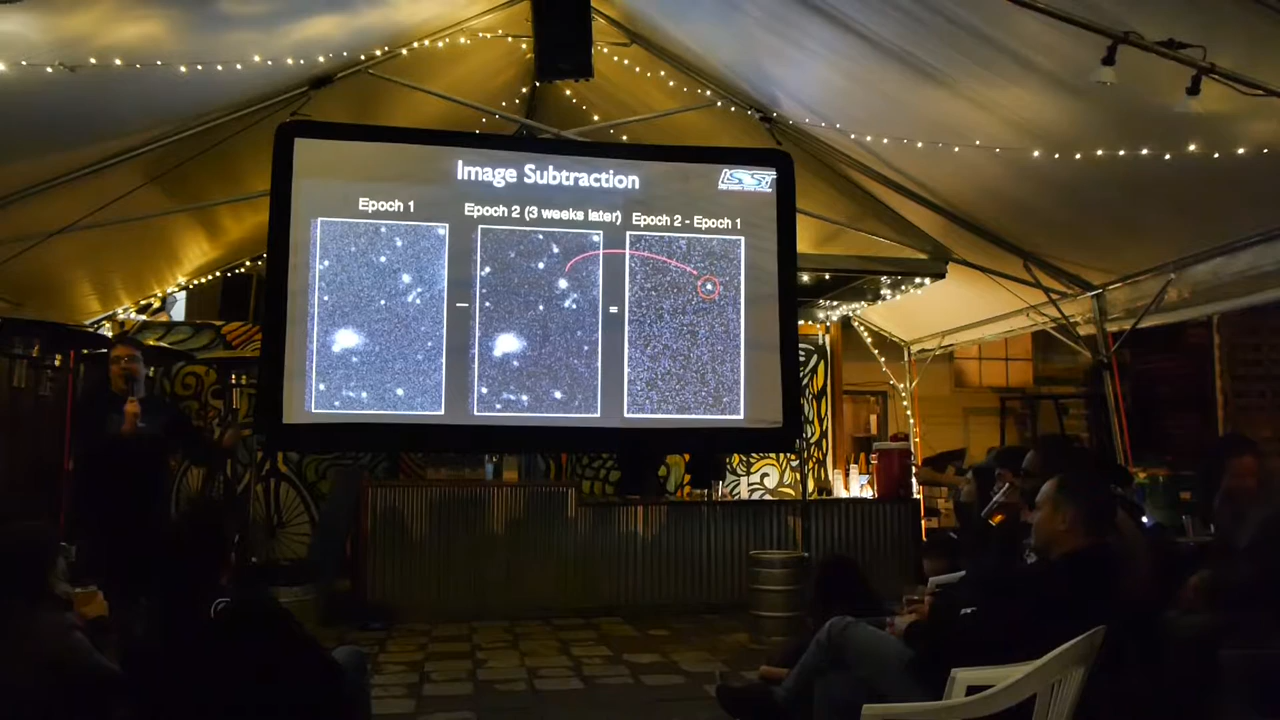 Image Subtraction
LSST
Epoch 1
Epoch 2 (3 weeks later)
Epoch 2 - Epoch 1
–
=